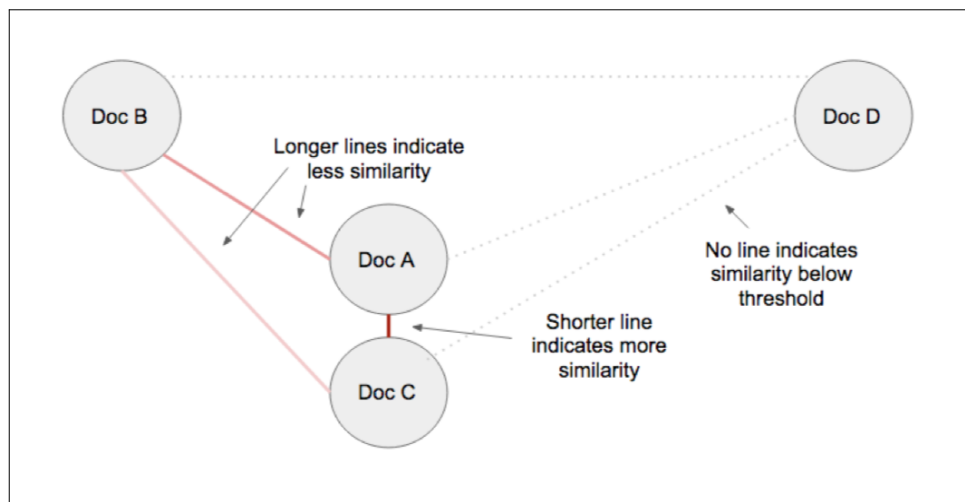 Doc B
Doc D
Longer lines indicate
less similarity
Doc A
No line indicates
similarity below
threshold
Shorter line
indicates more
similarity
Doc C